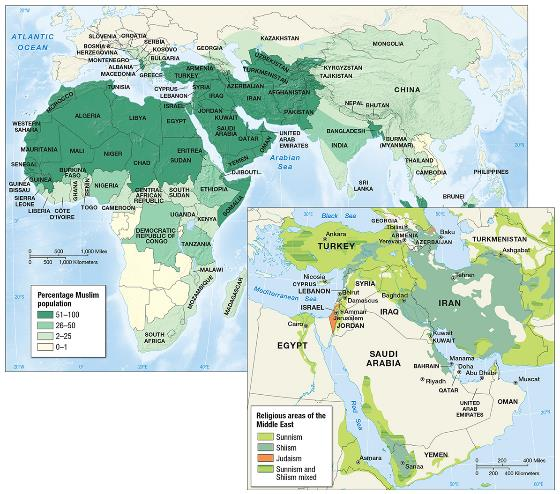 ATLANTIC
OCEAN
SLOVENIA
CROATIA
BOSNIA &
HERZEGOVINA
SERBIA
KOSOVO
MONTENEGRO
BULGARIA
ALBANIA
MACEDONIA
GREECE
GEORGIA
ARMENIA
TURKEY
AZERBAIJAN
KAZAKHSTAN
UZBEKISTAN
TURKMENISTAN
KYRGYZSTAN
TAJIKISTAN
MONGOLIA
CHINA
TUNISIA
CYPRUS
LEBANON
SYRIA
ISRAEL
IRAQ
IRAN
AFGHANISTAN
JORDAN
KUWAIT
PAKISTAN
NEPAL
BHUTAN
MOROCCO
ALGERIA
LIBYA
EGYPT
SAUDI
ARABIA
QATAR
OMAN
UNITED
ARAB
EMIRATES
BANGLADESH
INDIA
BURMA
(MYANMAR)
WESTERN
SAHARA
MAURITANIA
MALI
NIGER
CHAD
ERITREA
SUDAN
YEMEN
DJIBOUTI
Arabian
Sea
THAILAND
CAMBODIA
PHILIPPINES
SENEGAL
GUINEA
BURKINA
FASO
GUINEA
BISSAU
SIERRA
LEONE
LIBERIA
CÔTE
D'IVOIRE
GHANA
BENIN
TOGO
NIGERIA
CAMEROON
CENTRAL
AFRICAN
REPUBLIC
SOUTH
SUDAN
ETHIOPIA
SOMALIA
SRI
LANKA
BRUNEI
UGANDA
KENYA
DEMOCRATIC
REPUBLIC OF
CONGO
TANZANIA
MALAWI
MOZAMBIQUE
MADAGASCAR
SOUTH
AFRICA
0 500 1,000 Miles
0 500 1,000 Kilometers
Percentage Muslim
population
51–100
26–50
2–25
0–1
Black Sea
GEORGIA
Tbilisi
ARMENIA
Yerevan
AZERBAIJAN
Baku
TURKMENISTAN
Ashgabat
Ankara
TURKEY
Nicosia
CYPRUS
LEBANON
Beirut
SYRIA
Damascus
Mediterranean Sea
ISRAEL
Amman
Jerusalem
JORDAN
Baghdad
IRAQ
Tehran
IRAN
Cairo
EGYPT
Kuwait
KUWAIT
SAUDI
ARABIA
Manama
BAHRAIN
Doha
Abu Dhabi
Riyadh
QATAR
UNITED
ARAB
EMIRATES
Muscat
OMAN
Red Sea
YEMEN
Asmara
Sanaa
Religious areas of the
Middle East
Sunnism
Shiism
Judaism
Sunnism and
Shiism mixed
0 200 400 Miles
0 200 400 Kilometers